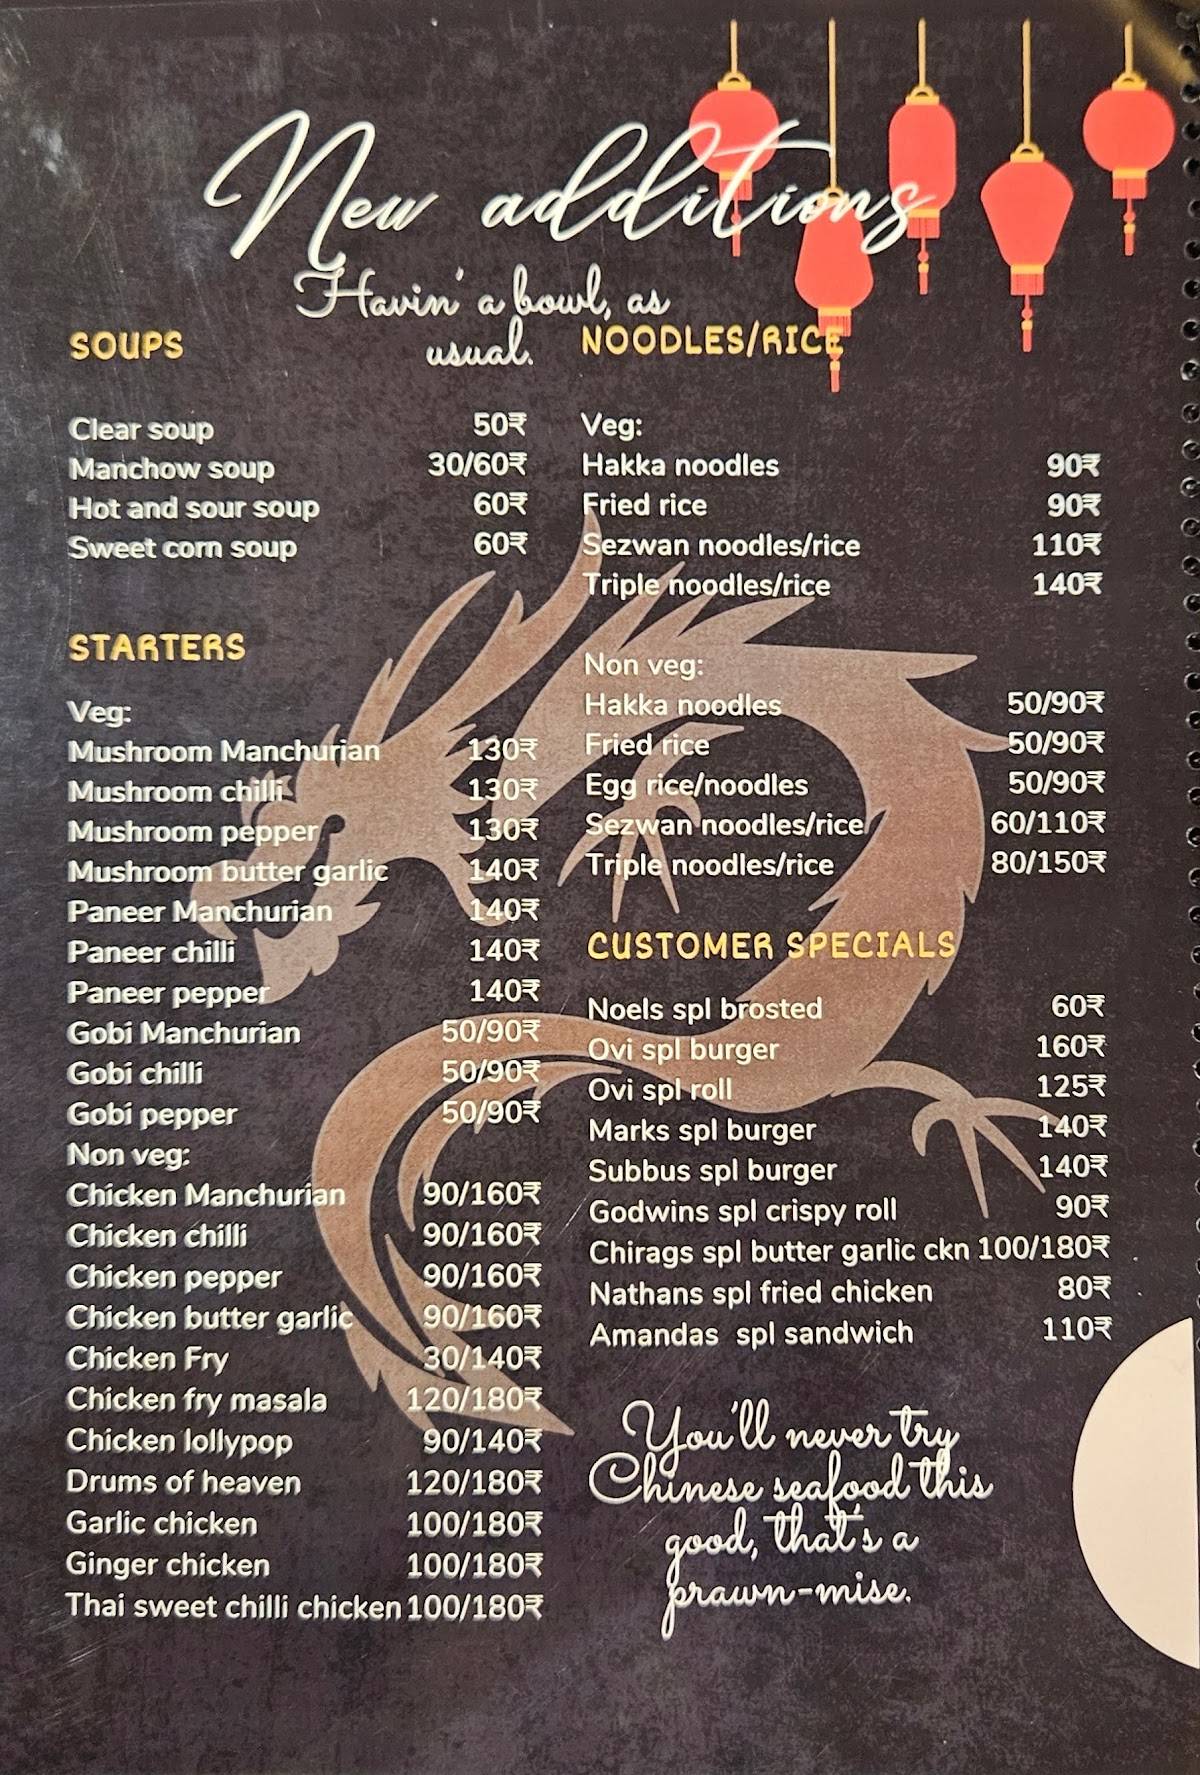 New additions
Havin' a bowl, as
usual.
SOUPS
Clear soup 50₹
Manchow soup 30/60₹
Hot and sour soup 60₹
Sweet corn soup 60₹
STARTERS
Veg:
Mushroom Manchurian 130₹
Mushroom chilli 130₹
Mushroom pepper 130₹
Mushroom butter garlic 140₹
Paneer Manchurian 140₹
Paneer chilli 140₹
Paneer pepper 140₹
Gobi Manchurian 50/90₹
Gobi chilli 50/90₹
Gobi pepper 50/90₹
Non veg:
Chicken Manchurian 90/160₹
Chicken chilli 90/160₹
Chicken pepper 90/160₹
Chicken butter garlic 90/160₹
Chicken Fry 30/140₹
Chicken fry masala 120/180₹
Chicken lollypop 90/140₹
Drums of heaven 120/180₹
Garlic chicken 100/180₹
Ginger chicken 100/180₹
Thai sweet chilli chicken 100/180₹
NOODLES/RICE
Veg:
Hakka noodles 90₹
Fried rice 90₹
Sezwan noodles/rice 110₹
Triple noodles/rice 140₹
Non veg:
Hakka noodles 50/90₹
Fried rice 50/90₹
Egg rice/noodles 50/90₹
Sezwan noodles/rice 60/110₹
Triple noodles/rice 80/150₹
CUSTOMER SPECIALS
Noels spl brosted 60₹
Ovi spl burger 160₹
Ovi spl roll 125₹
Marks spl burger 140₹
Subbus spl burger 140₹
Godwins spl crispy roll 90₹
Chirags spl butter garlic ckn 100/180₹
Nathans spl fried chicken 80₹
Amandas spl sandwich 110₹
You'll never try
Chinese seafood this
good, that's a
prawn-mise.